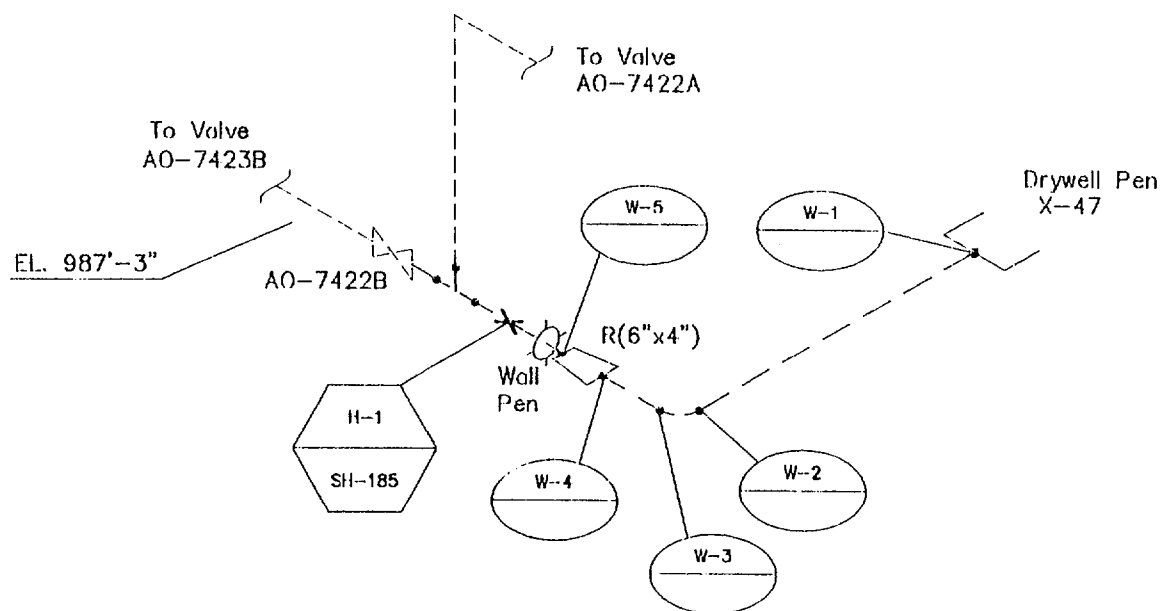 To Valve
AO-7422A
To Valve
AO-7423B
Drywell Pen
X-47
W-5
W-1
EL. 987'-3"
AO-7422B
R(6"x4")
Wall
Pen
H-1
SH-185
W-4
W-2
W-3